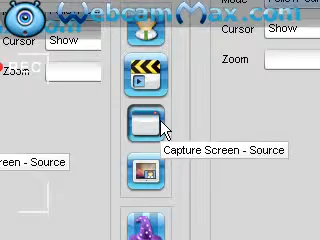 WebcamMax.com
Mode
Cursor Show
Cursor Show
Zoom
Zoom
REC
Capture Screen - Source
reen - Source